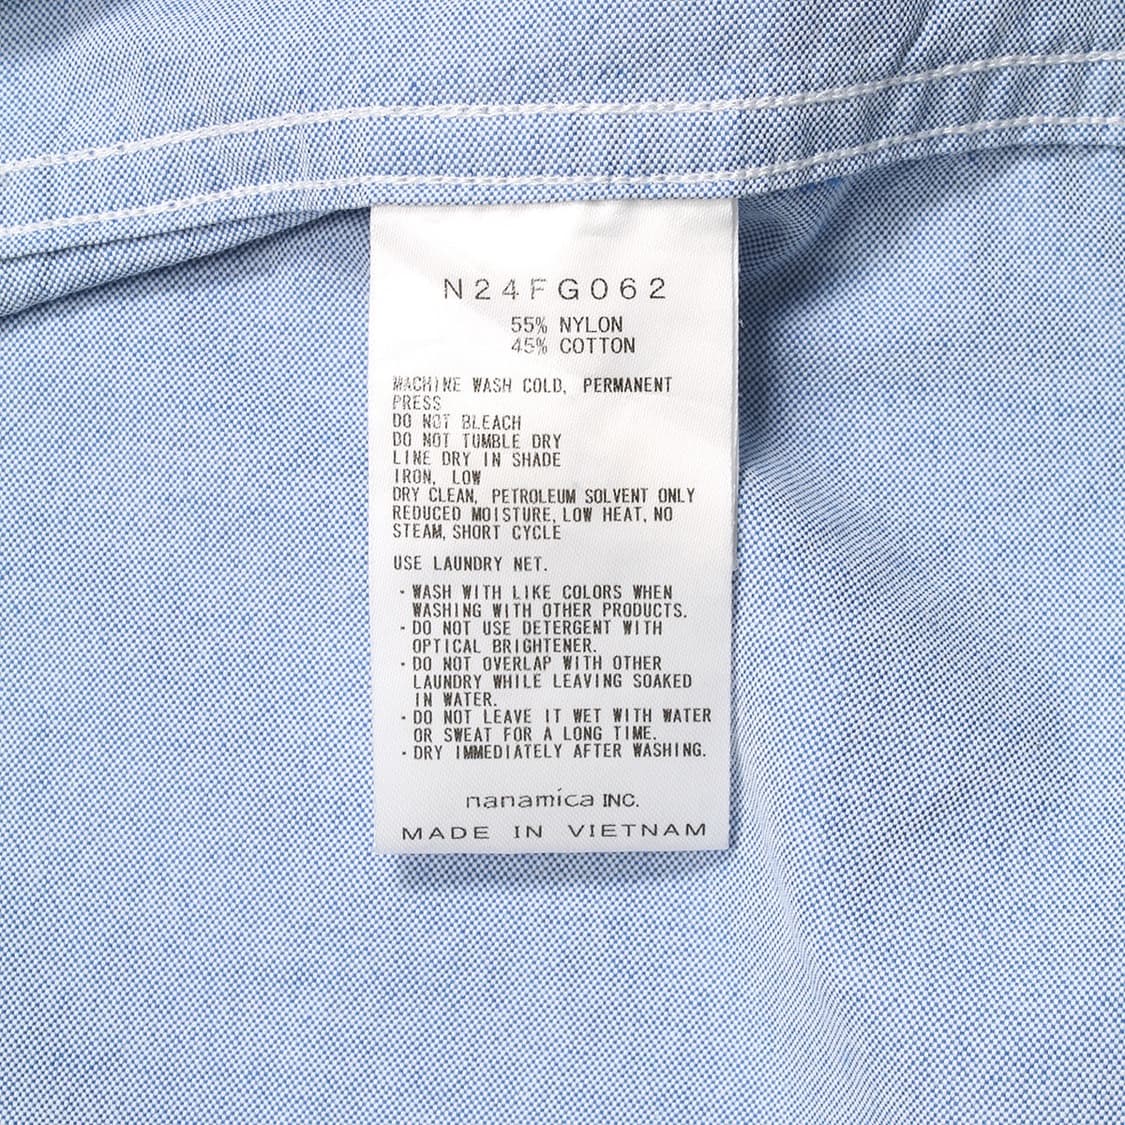 N24FG062
55% NYLON
45% COTTON
MACHINE WASH COLD, PERMANENT
PRESS
DO NOT BLEACH
DO NOT TUMBLE DRY
LINE DRY IN SHADE
IRON, LOW
DRY CLEAN, PETROLEUM SOLVENT ONLY
REDUCED MOISTURE, LOW HEAT, NO
STEAM, SHORT CYCLE
USE LAUNDRY NET.
・WASH WITH LIKE COLORS WHEN
WASHING WITH OTHER PRODUCTS.
・DO NOT USE DETERGENT WITH
OPTICAL BRIGHTENER.
・DO NOT OVERLAP WITH OTHER
LAUNDRY WHILE LEAVING SOAKED
IN WATER.
・DO NOT LEAVE IT WET WITH WATER
OR SWEAT FOR A LONG TIME.
・DRY IMMEDIATELY AFTER WASHING.
nanamica INC.
MADE IN VIETNAM